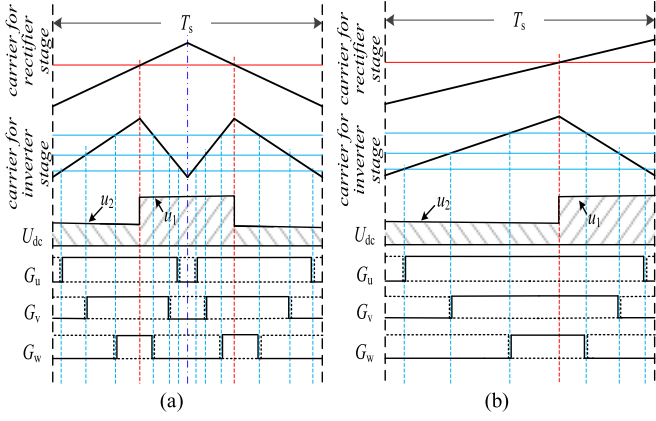 T_s
carrier for rectifier stage
carrier for inverter stage
u_2
u_1
U_dc
G_u
G_v
G_w
(a)
T_s
carrier for rectifier stage
carrier for inverter stage
u_2
u_1
U_dc
G_u
G_v
G_w
(b)